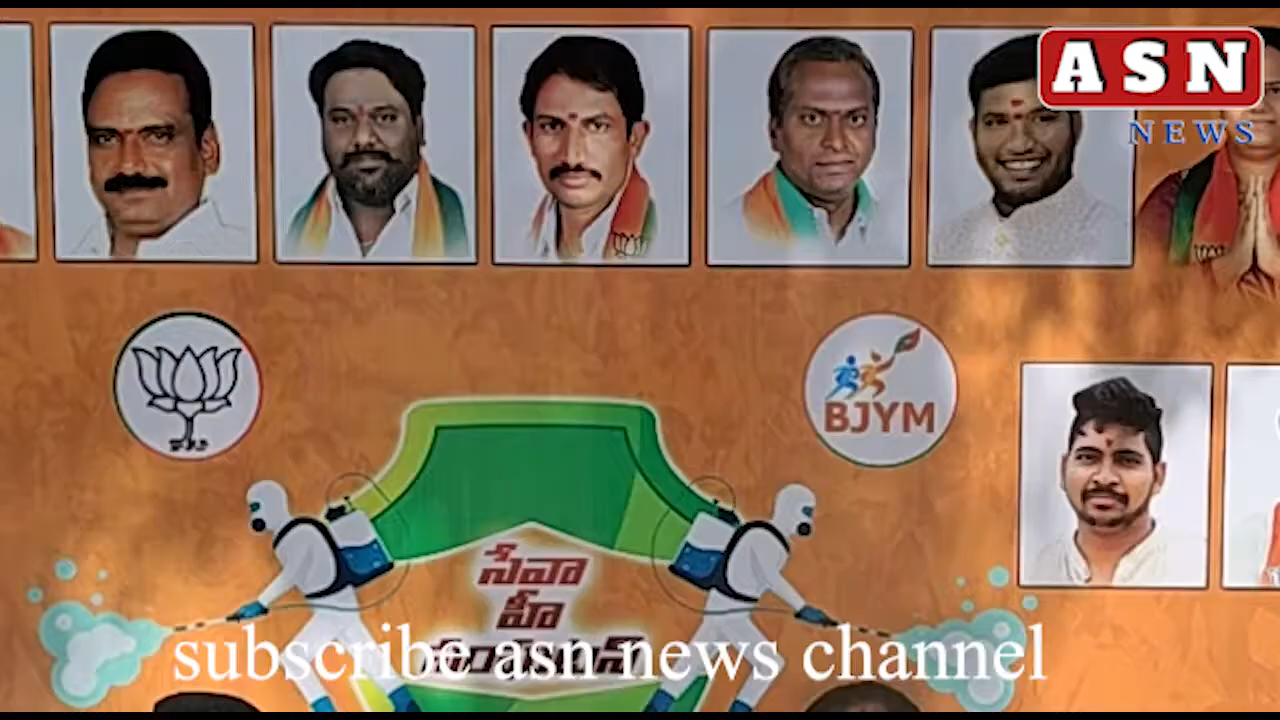 ASN
NEWS
BJYM
సేవా
హీ
subscribe asn news channel